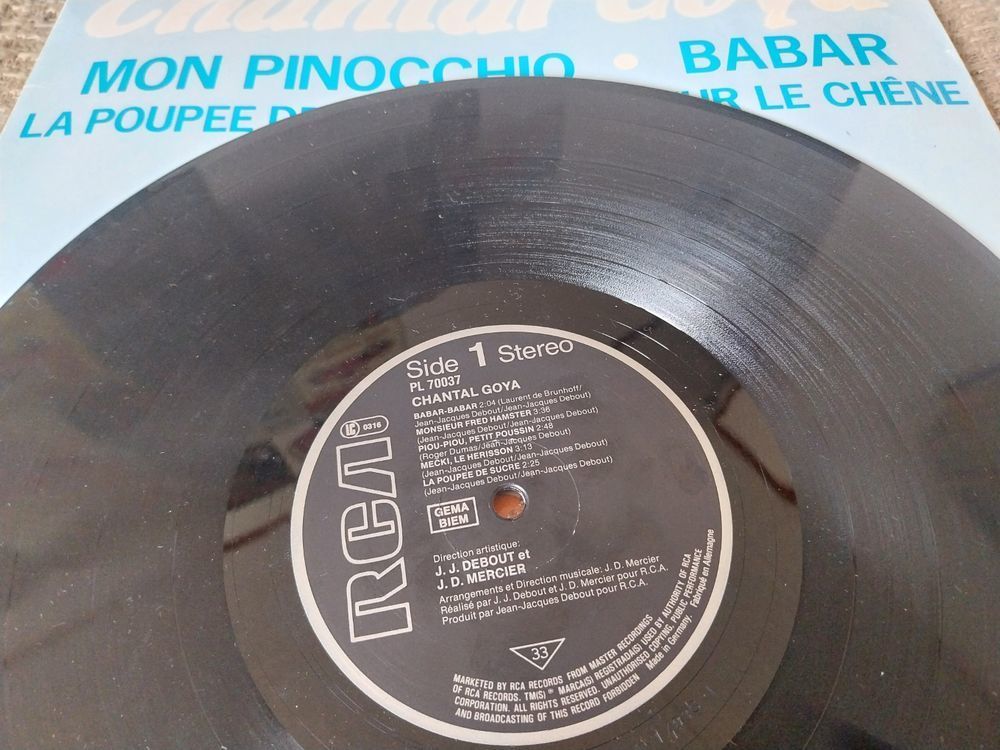 Chantal Goya
MON PINOCCHIO • BABAR
LA POUPEE DE
UR LE CHÊNE
Side 1 Stereo
PL 70037
CHANTAL GOYA
BABAR-BABAR 2:04 (Laurent de Brunhoff/
Jean-Jacques Debout/Jean-Jacques Debout)
MONSIEUR FRED HAMSTER 3:36
(Jean-Jacques Debout/Jean-Jacques Debout)
PIOU-PIOU, PETIT POUSSIN 2:48
(Roger Dumas/Jean-Jacques Debout)
MECKI, LE HERISSON 3:13
(Jean-Jacques Debout/Jean-Jacques Debout)
LA POUPEE DE SUCRE 2:25
(Jean-Jacques Debout/Jean-Jacques Debout)
LC 0316
RCA
GEMA
BIEM
Direction artistique:
J. J. DEBOUT et
J. D. MERCIER
Arrangements et Direction musicale: J. D. Mercier
Réalisé par J. J. Debout et J. D. Mercier pour R.C.A.
Produit par Jean-Jacques Debout pour R.C.A.
33
MARKETED BY RCA RECORDS FROM MASTER RECORDINGS
OF RCA RECORDS. TM(S) ® MARCA(S) REGISTRADA(S) USED BY AUTHORITY OF RCA
CORPORATION. ALL RIGHTS RESERVED. UNAUTHORISED COPYING, PUBLIC PERFORMANCE
AND BROADCASTING OF THIS RECORD FORBIDDEN
Made in Germany. Fabriqué en Allemagne